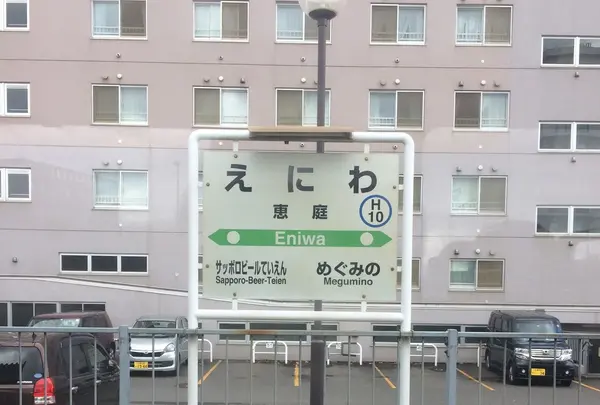 えにわ
恵庭
H
10
Eniwa
サッポロビールていえん
Sapporo-Beer-Teien
めぐみの
Megumino